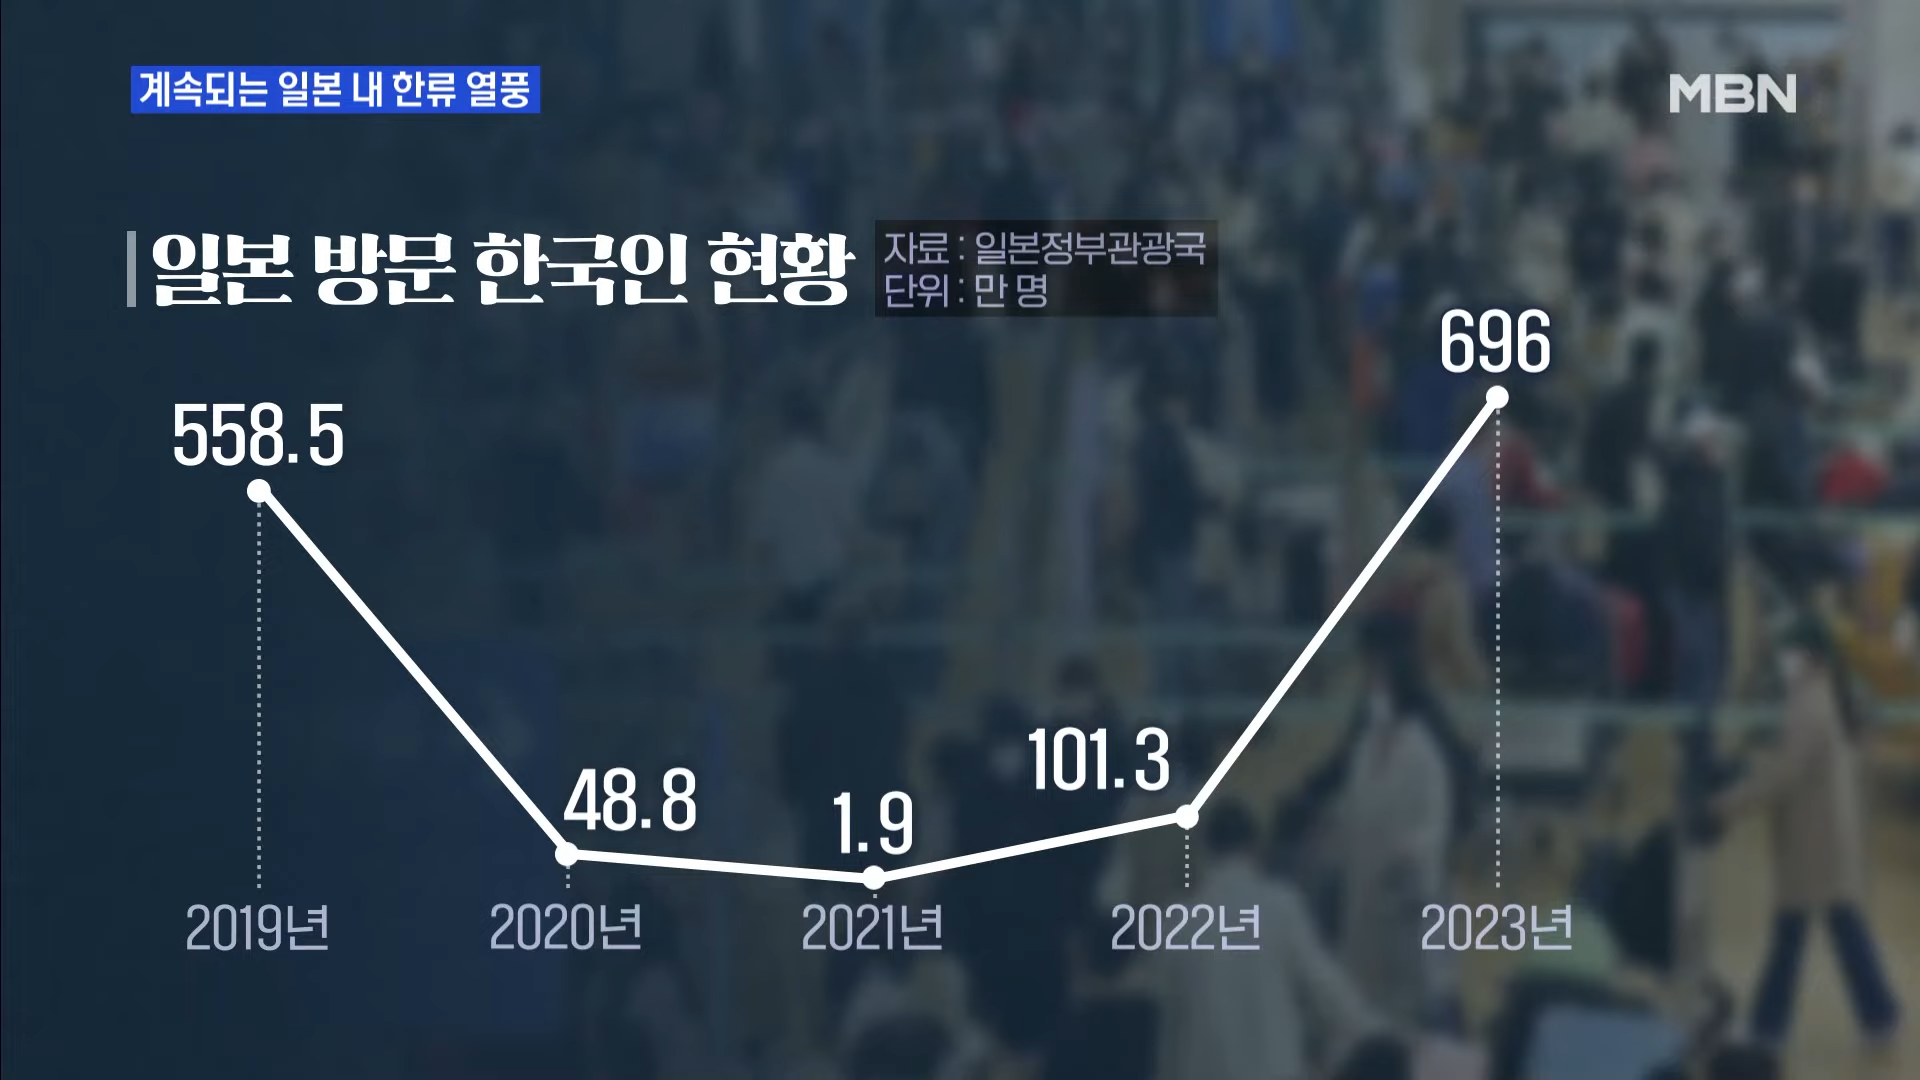 계속되는 일본 내 한류 열풍
MBN
일본 방문 한국인 현황
자료 : 일본정부관광국
단위 : 만 명
558.5
48.8
1.9
101.3
696
2019년
2020년
2021년
2022년
2023년